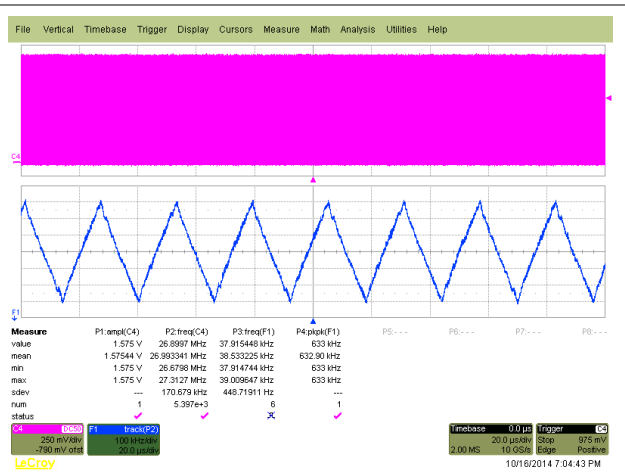 File Vertical Timebase Trigger Display Cursors Measure Math Analysis Utilities Help
C4
F1
Measure P1:ampl(C4) P2:freq(C4) P3:freq(F1) P4:pkpk(F1) P5:- - - P6:- - - P7:- - - P8:- - -
value 1.575 V 26.8997 MHz 37.915448 kHz 633 kHz
mean 1.57544 V 26.993341 MHz 38.533225 kHz 632.90 kHz
min 1.575 V 26.6798 MHz 37.914744 kHz 633 kHz
max 1.575 V 27.3127 MHz 39.009647 kHz 633 kHz
sdev --- 170.679 kHz 448.71911 Hz ---
num 1 5.397e+3 6 1
status
C4 DC50 F1 track(P2) Timebase 0.0 µs Trigger C4
250 mV/div 100 kHz/div 20.0 µs/div Stop 975 mV
-790 mV ofst 20.0 µs/div 2.00 MS 10 GS/s Edge Positive
LeCroy 10/16/2014 7:04:43 PM